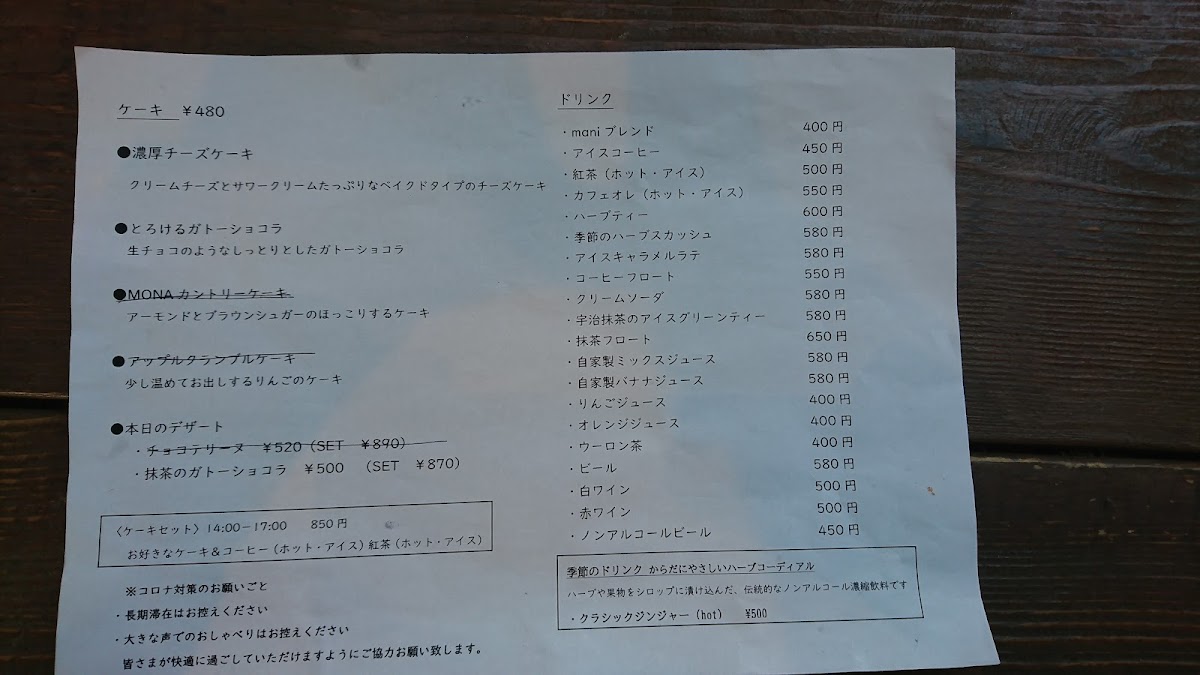 ケーキ ¥480
●濃厚チーズケーキ
クリームチーズとサワークリームたっぷりなベイクドタイプのチーズケーキ
●とろけるガトーショコラ
生チョコのようなしっとりとしたガトーショコラ
●MONAカントリーケーキ
アーモンドとブラウンシュガーのほっこりするケーキ
●アップルクランブルケーキ
少し温めてお出しするりんごのケーキ
●本日のデザート
・チョコテリーヌ ¥520（SET ¥890）
・抹茶のガトーショコラ ¥500 （SET ¥870）
〈ケーキセット〉14:00-17:00 850円
お好きなケーキ＆コーヒー（ホット・アイス）紅茶（ホット・アイス）
※コロナ対策のお願いごと
・長期滞在はお控えください
・大きな声でのおしゃべりはお控えください
皆さまが快適に過ごしていただけますようにご協力お願い致します。
ドリンク
・mani ブレンド 400円
・アイスコーヒー 450円
・紅茶（ホット・アイス） 500円
・カフェオレ（ホット・アイス） 550円
・ハーブティー 600円
・季節のハーブスカッシュ 580円
・アイスキャラメルラテ 580円
・コーヒーフロート 550円
・クリームソーダ 580円
・宇治抹茶のアイスグリーンティー 580円
・抹茶フロート 650円
・自家製ミックスジュース 580円
・自家製バナナジュース 580円
・りんごジュース 400円
・オレンジジュース 400円
・ウーロン茶 400円
・ビール 580円
・白ワイン 500円
・赤ワイン 500円
・ノンアルコールビール 450円
季節のドリンク からだにやさしいハーブコーディアル
ハーブや果物をシロップに漬け込んだ、伝統的なノンアルコール濃縮飲料です
・クラシックジンジャー（hot） ¥500